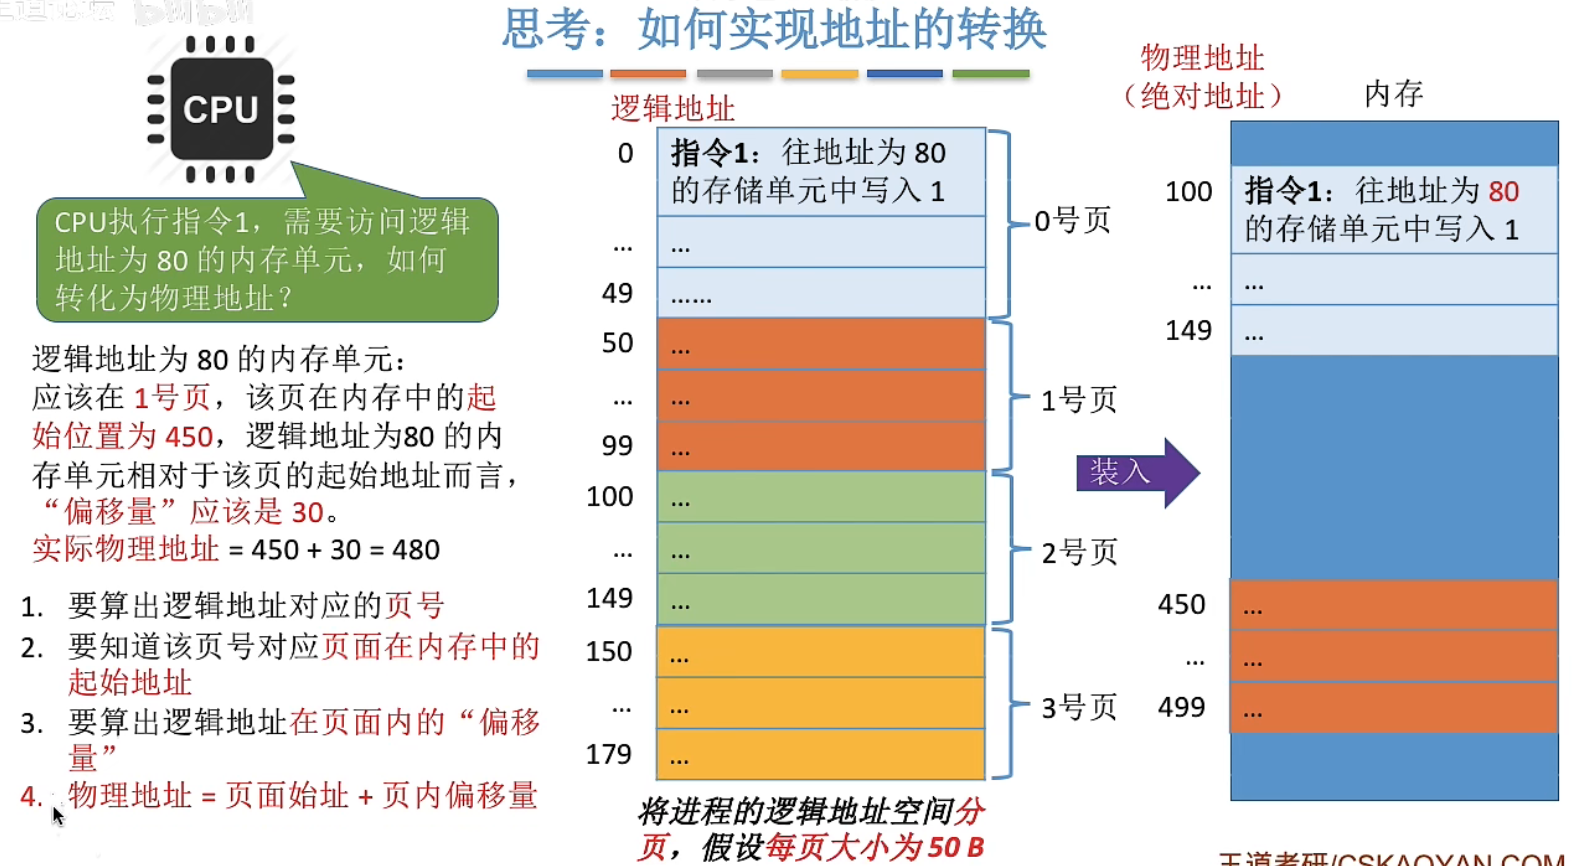 思考：如何实现地址的转换
CPU
CPU执行指令1，需要访问逻辑
地址为 80 的内存单元，如何
转化为物理地址？
逻辑地址为 80 的内存单元：
应该在 1号页，该页在内存中的起
始位置为 450，逻辑地址为80 的内
存单元相对于该页的起始地址而言，
“偏移量”应该是 30。
实际物理地址 = 450 + 30 = 480
1. 要算出逻辑地址对应的页号
2. 要知道该页号对应页面在内存中的
起始地址
3. 要算出逻辑地址在页面内的“偏移
量”
4. 物理地址 = 页面始址 + 页内偏移量
逻辑地址
0
指令1：往地址为 80
的存储单元中写入 1
... ...
49 ......
0号页
50 ...
... ...
99 ...
1号页
100 ...
... ...
149 ...
2号页
150 ...
... ...
179 ...
3号页
将进程的逻辑地址空间分
页，假设每页大小为 50 B
装入
物理地址
（绝对地址）
内存
100
指令1：往地址为 80
的存储单元中写入 1
... ...
149 ...
450 ...
... ...
499 ...
王道考研/CSKAOYAN.COM